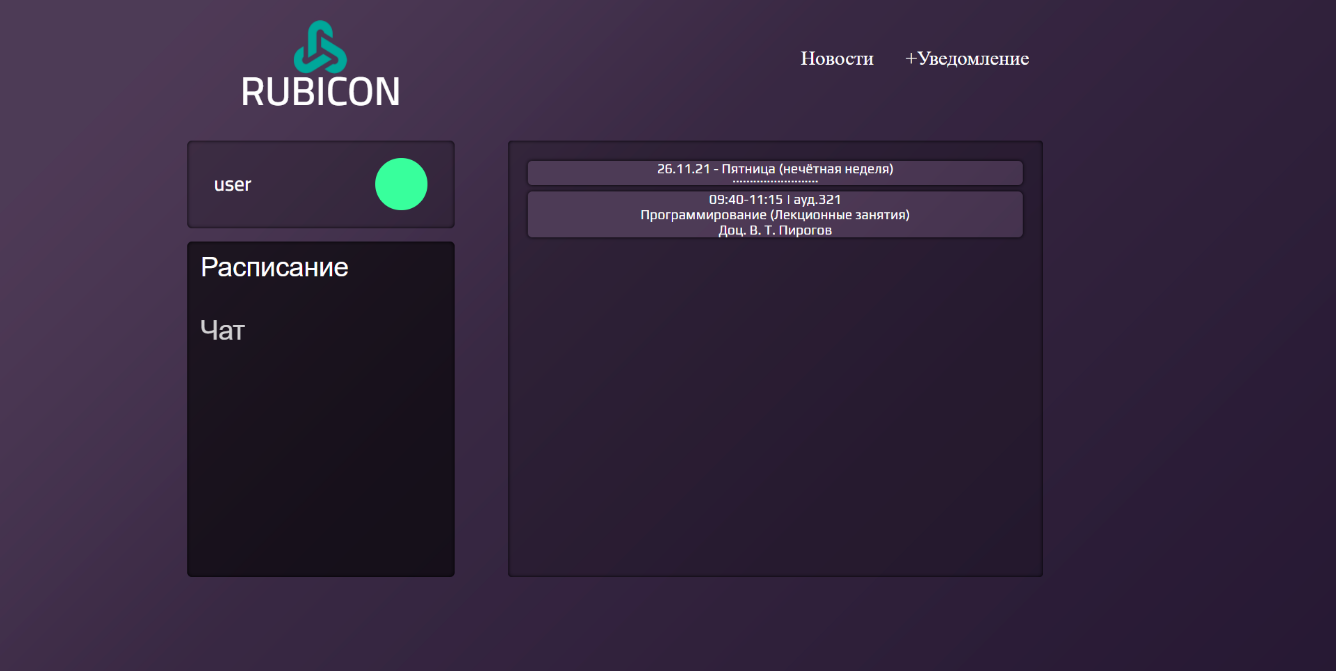 RUBICON
Новости
+Уведомление
user
Расписание
Чат
26.11.21 - Пятница (нечётная неделя)
-------------------------
09:40-11:15 | ауд.321
Программирование (Лекционные занятия)
Доц. В. Т. Пирогов